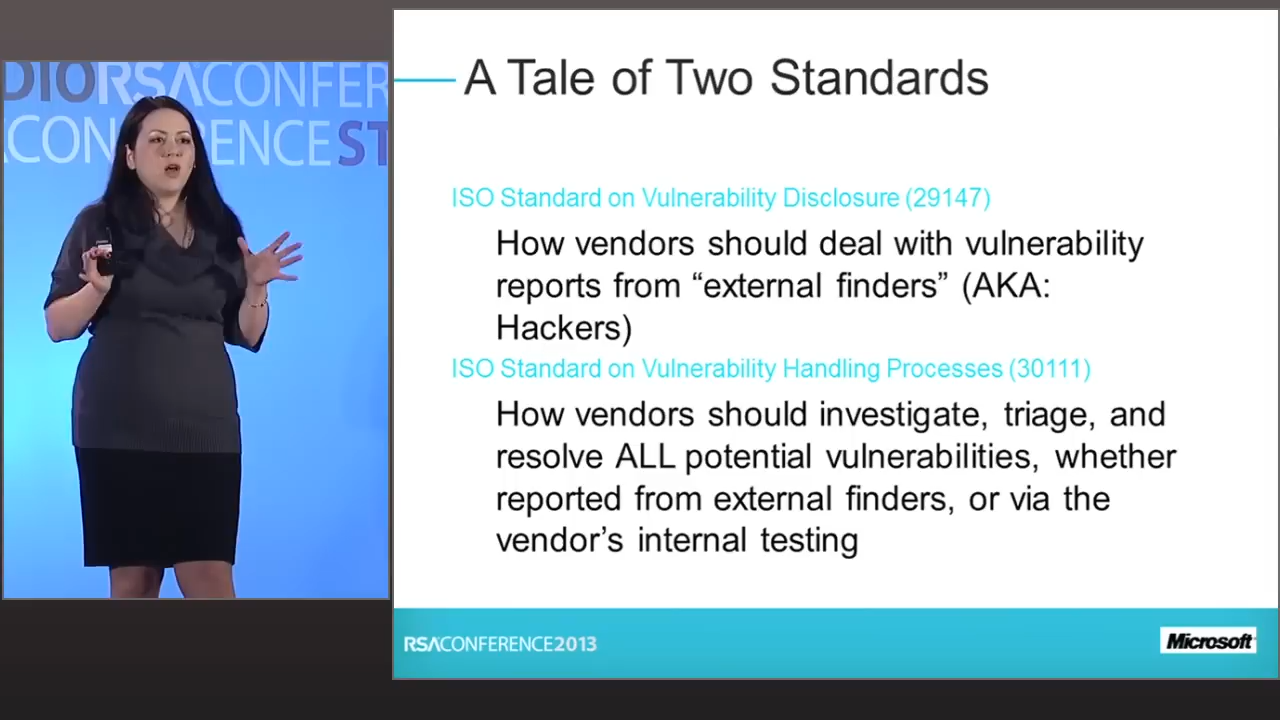 DIO RSACONFER
CONFERENCE ST
A Tale of Two Standards
ISO Standard on Vulnerability Disclosure (29147)
How vendors should deal with vulnerability
reports from “external finders” (AKA:
Hackers)
ISO Standard on Vulnerability Handling Processes (30111)
How vendors should investigate, triage, and
resolve ALL potential vulnerabilities, whether
reported from external finders, or via the
vendor’s internal testing
RSACONFERENCE2013
Microsoft